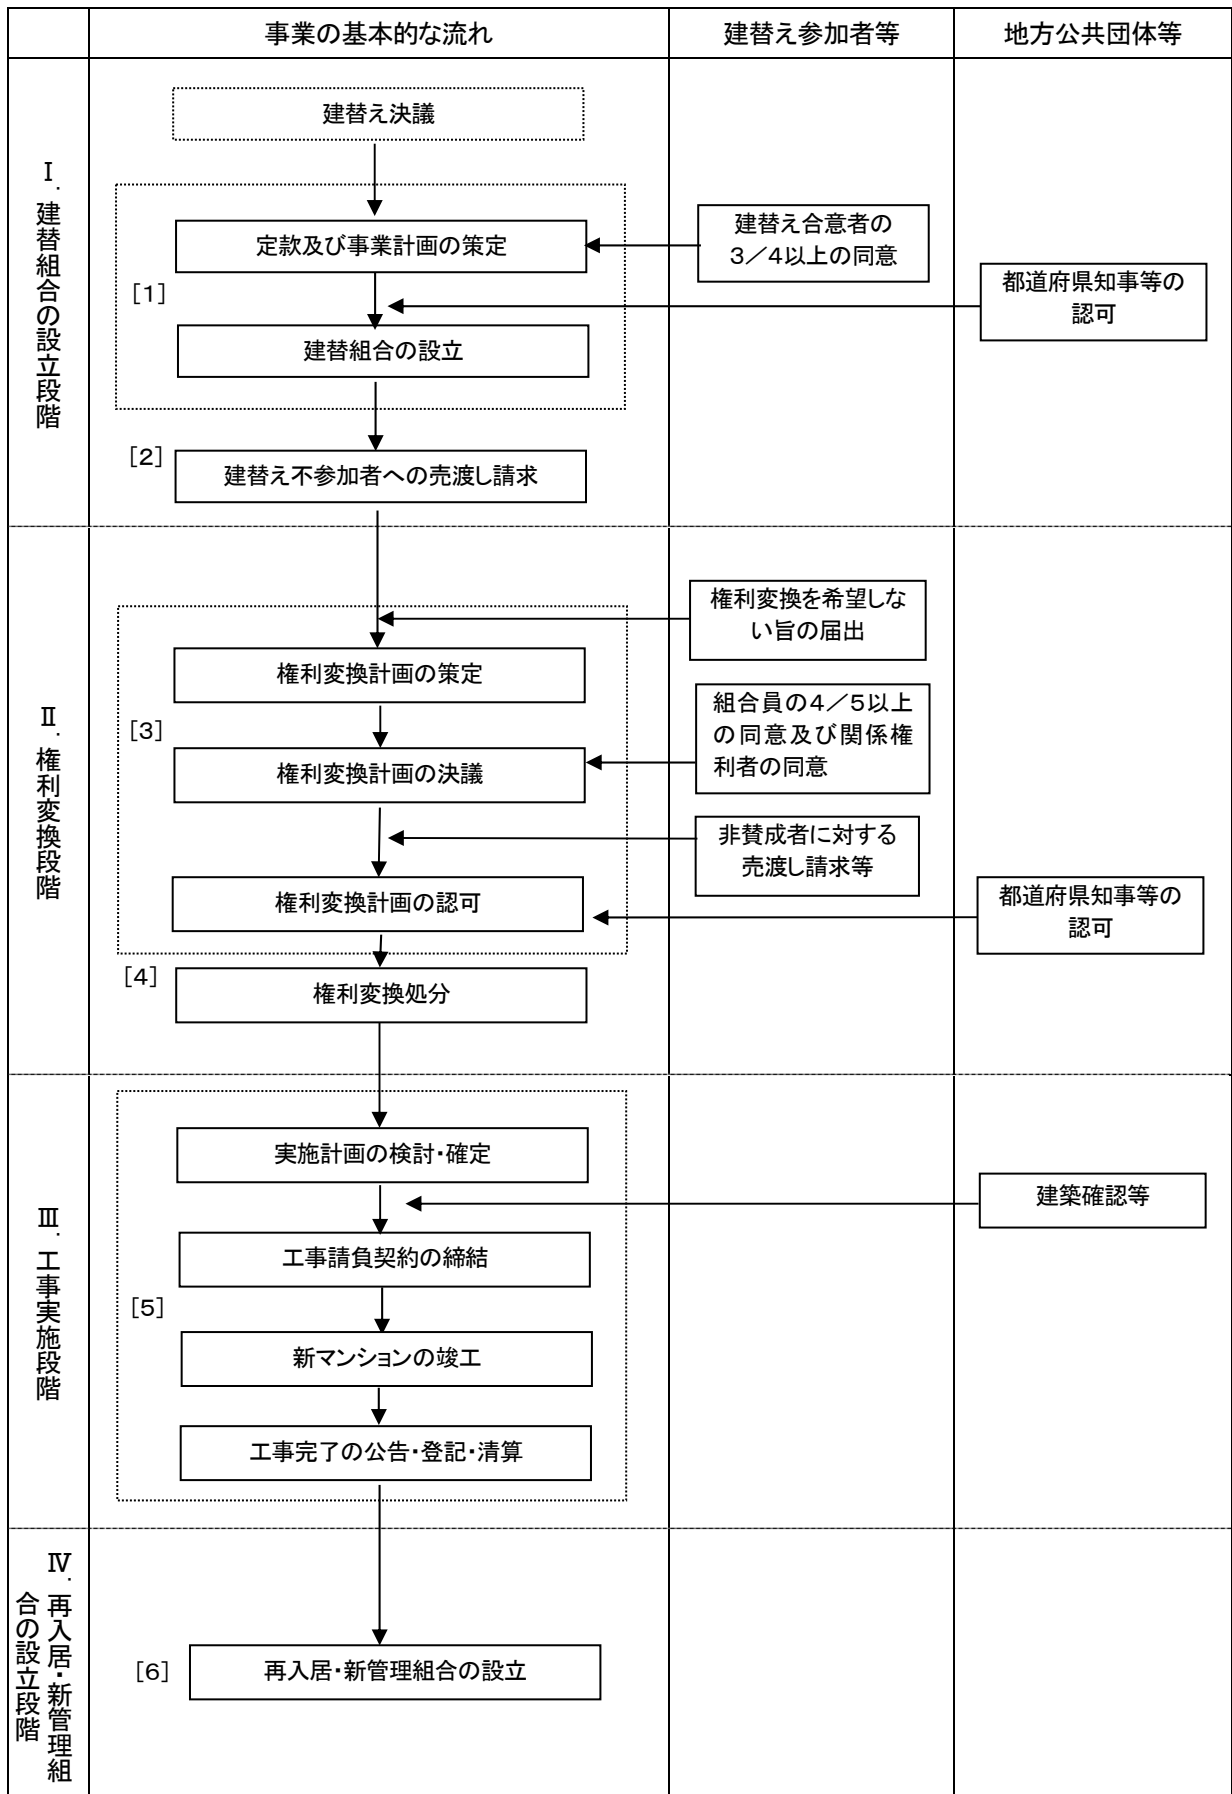 事業の基本的な流れ
建替え参加者等
地方公共団体等
Ⅰ.建替組合の設立段階
建替え決議
[1]
定款及び事業計画の策定
建替え合意者の
3/4以上の同意
都道府県知事等の
認可
建替組合の設立
[2]
建替え不参加者への売渡し請求
Ⅱ.権利変換段階
権利変換を希望しな
い旨の届出
[3]
権利変換計画の策定
組合員の4/5以上
の同意及び関係権
利者の同意
権利変換計画の決議
非賛成者に対する
売渡し請求等
権利変換計画の認可
都道府県知事等の
認可
[4]
権利変換処分
Ⅲ.工事実施段階
[5]
実施計画の検討・確定
建築確認等
工事請負契約の締結
新マンションの竣工
工事完了の公告・登記・清算
Ⅳ.再入居・新管理組
合の設立段階
[6]
再入居・新管理組合の設立